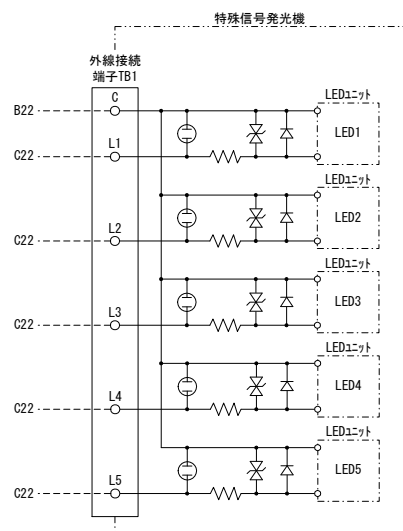 特殊信号発光機
外線接続
端子TB1
C
B22
LEDユニット
LED1
L1
C22
LEDユニット
LED2
L2
C22
LEDユニット
LED3
L3
C22
LEDユニット
LED4
L4
C22
LEDユニット
LED5
L5
C22